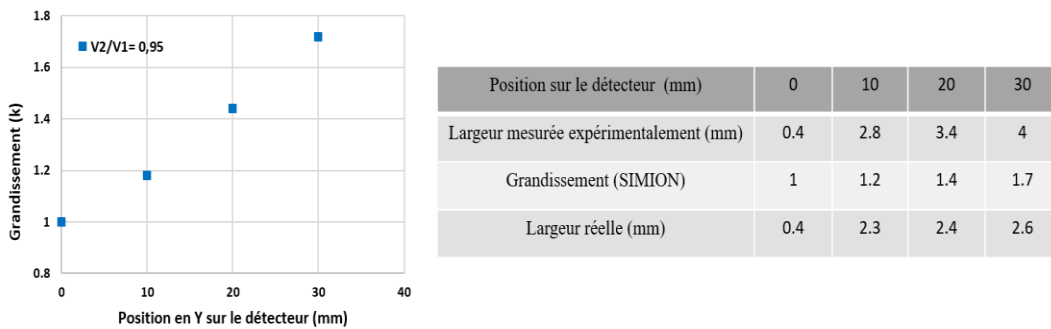 1.8
1.6
1.4
1.2
1
0.8
Grandissement (k)
V2/V1= 0,95
0 10 20 30 40
Position en Y sur le détecteur (mm)
Position sur le détecteur (mm) 0 10 20 30
Largeur mesurée expérimentalement (mm) 0.4 2.8 3.4 4
Grandissement (SIMION) 1 1.2 1.4 1.7
Largeur réelle (mm) 0.4 2.3 2.4 2.6